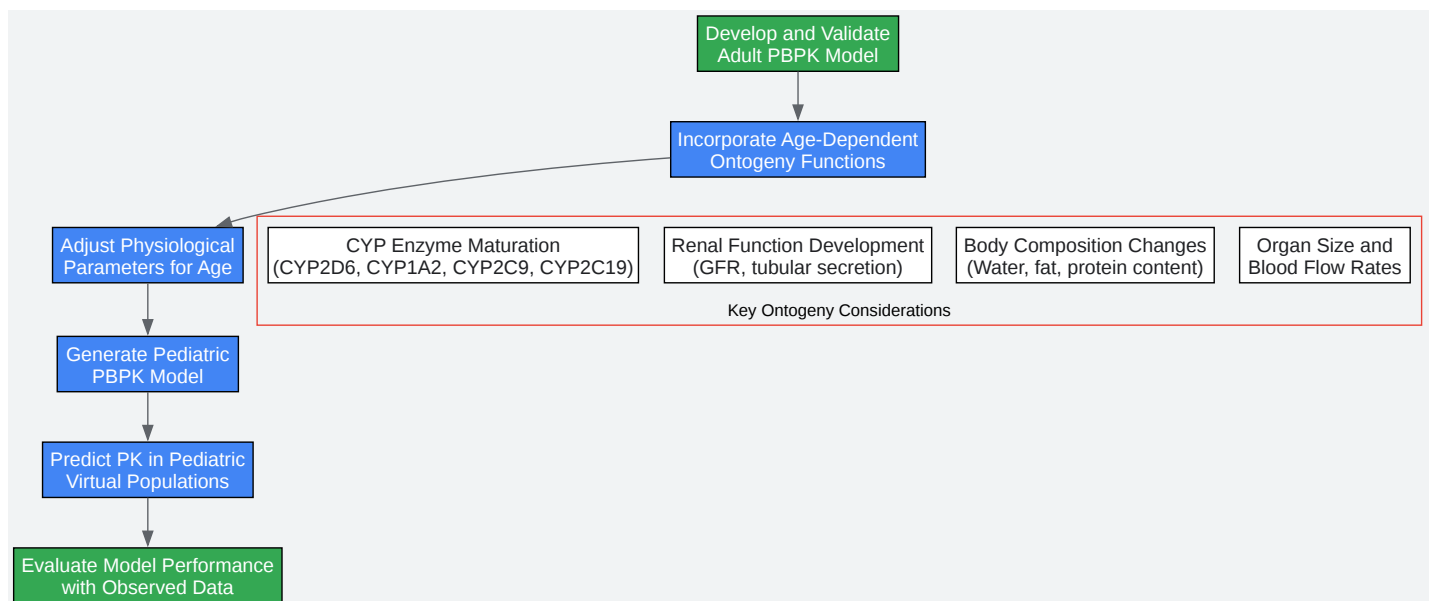 Develop and Validate
Adult PBPK Model
Incorporate Age-Dependent
Ontogeny Functions
Adjust Physiological
Parameters for Age
CYP Enzyme Maturation
(CYP2D6, CYP1A2, CYP2C9, CYP2C19)
Renal Function Development
(GFR, tubular secretion)
Body Composition Changes
(Water, fat, protein content)
Organ Size and
Blood Flow Rates
Key Ontogeny Considerations
Generate Pediatric
PBPK Model
Predict PK in Pediatric
Virtual Populations
Evaluate Model Performance
with Observed Data